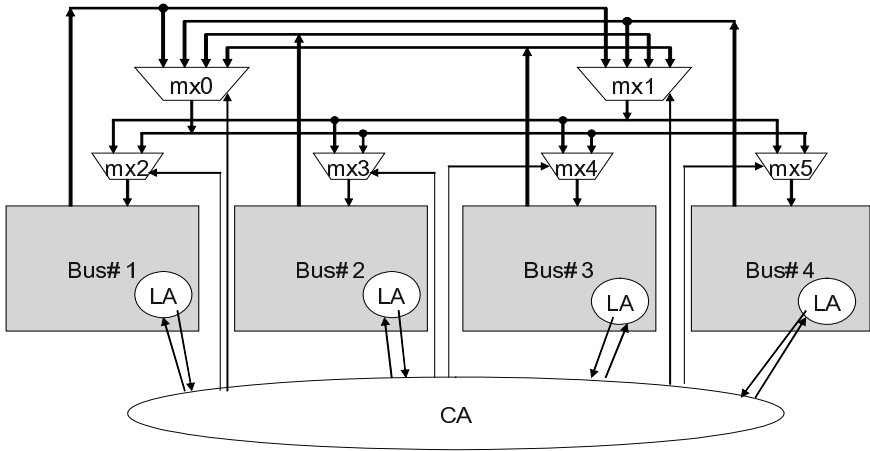 mx0 mx1
mx2 mx3 mx4 mx5
Bus# 1 Bus# 2 Bus# 3 Bus# 4
LA LA LA LA
CA